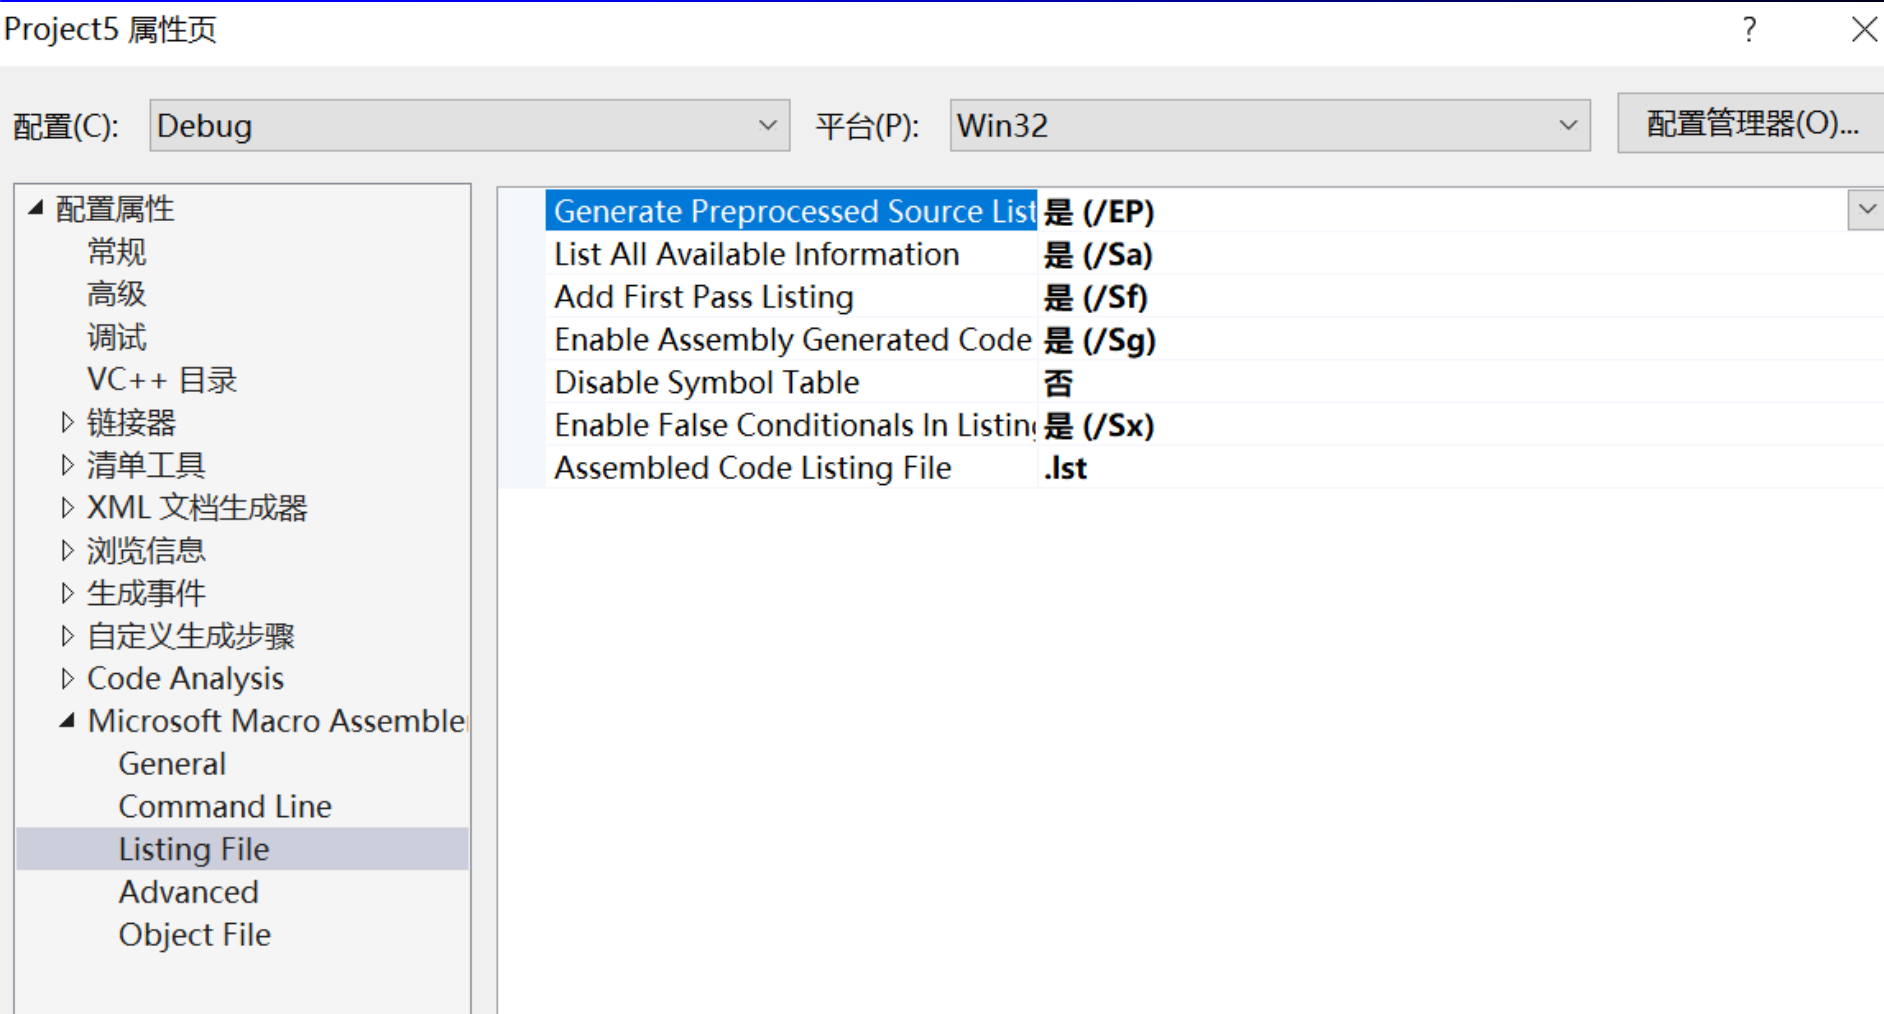 Project5 属性页
配置(C): Debug 平台(P): Win32 配置管理器(O)...
配置属性
常规
高级
调试
VC++ 目录
链接器
清单工具
XML 文档生成器
浏览信息
生成事件
自定义生成步骤
Code Analysis
Microsoft Macro Assemble
General
Command Line
Listing File
Advanced
Object File
Generate Preprocessed Source List 是 (/EP)
List All Available Information 是 (/Sa)
Add First Pass Listing 是 (/Sf)
Enable Assembly Generated Code 是 (/Sg)
Disable Symbol Table 否
Enable False Conditionals In Listing 是 (/Sx)
Assembled Code Listing File .lst